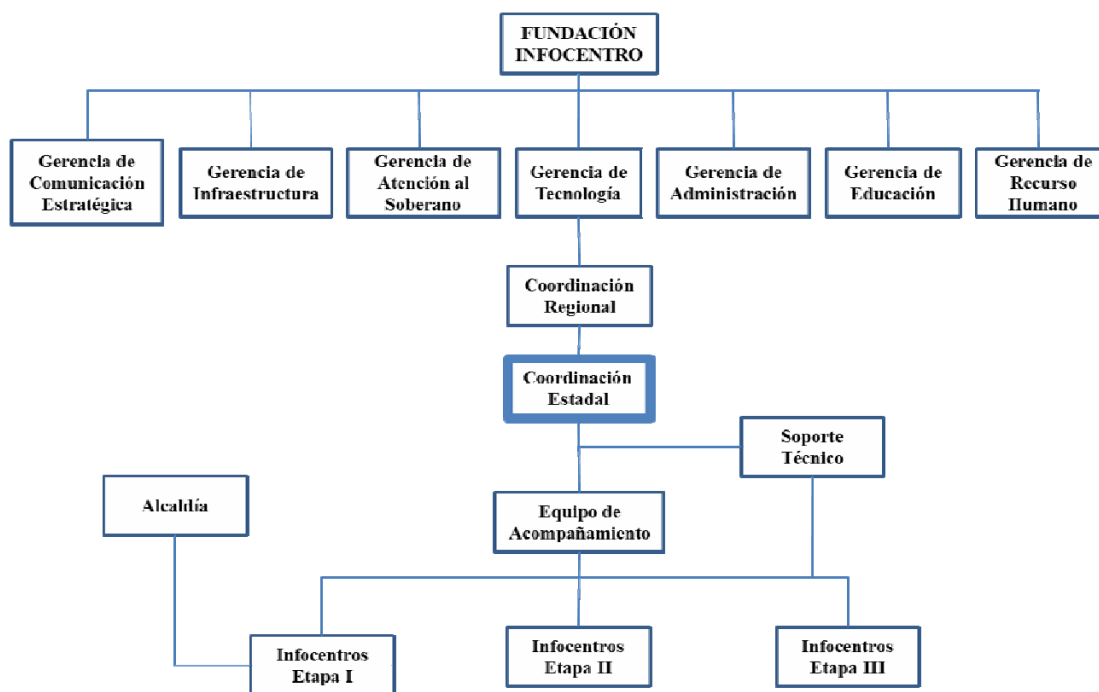 FUNDACIÓN
INFOCENTRO
Gerencia de
Comunicación
Estratégica
Gerencia de
Infraestructura
Gerencia de
Atención al
Soberano
Gerencia de
Tecnología
Gerencia de
Administración
Gerencia de
Educación
Gerencia de
Recurso
Humano
Coordinación
Regional
Coordinación
Estadal
Soporte
Técnico
Alcaldía
Equipo de
Acompañamiento
Infocentros
Etapa I
Infocentros
Etapa II
Infocentros
Etapa III